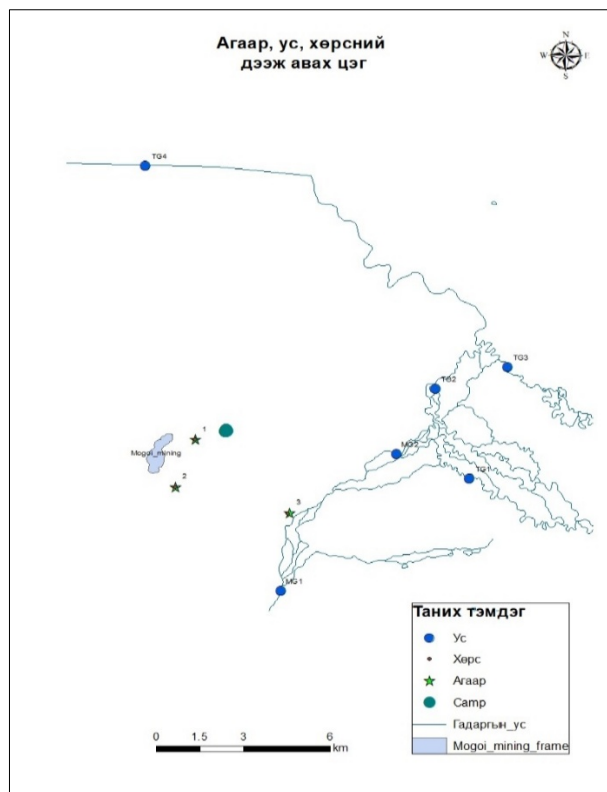 Агаар, ус, хөрсний
дээж авах цэг
N
W E
S
TG4
TG3
TG2
1
Mogoi_mining
MG2
TG1
2
3
MG1
Таних тэмдэг
Ус
Хөрс
Агаар
Camp
Гадаргын_ус
Mogoi_mining_frame
0 1.5 3 6
km